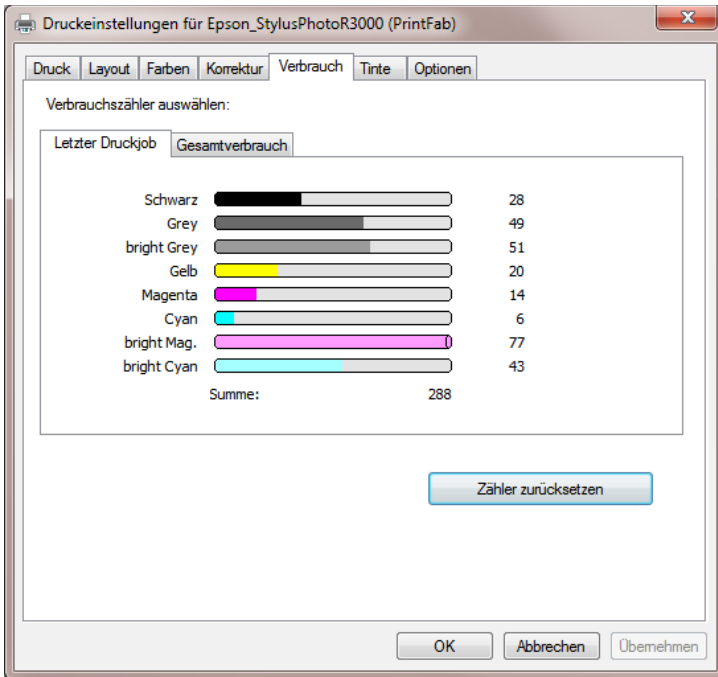 Druckeinstellungen für Epson_StylusPhotoR3000 (PrintFab)
Druck Layout Farben Korrektur Verbrauch Tinte Optionen
Verbrauchszähler auswählen:
Letzter Druckjob Gesamtverbrauch
Schwarz 28
Grey 49
bright Grey 51
Gelb 20
Magenta 14
Cyan 6
bright Mag. 77
bright Cyan 43
Summe: 288
Zähler zurücksetzen
OK Abbrechen Übernehmen